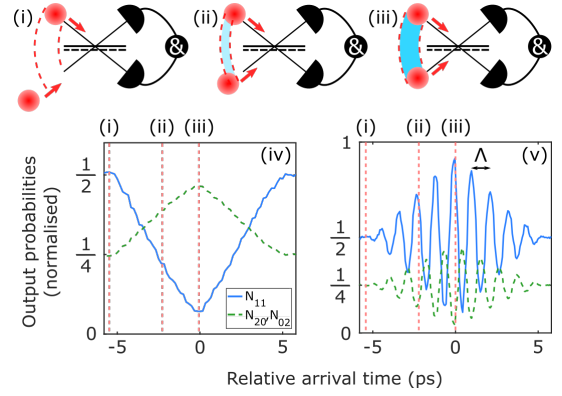 (i)
(ii)
(iii)
&
&
&
(i)
(ii)
(iii)
(i)
(ii)
(iii)
Output probabilities
(normalised)
1/2
1/4
0
(iv)
N11
N20,N02
-5
0
5
1
1/2
1/4
0
(v)
Λ
-5
0
5
Relative arrival time (ps)